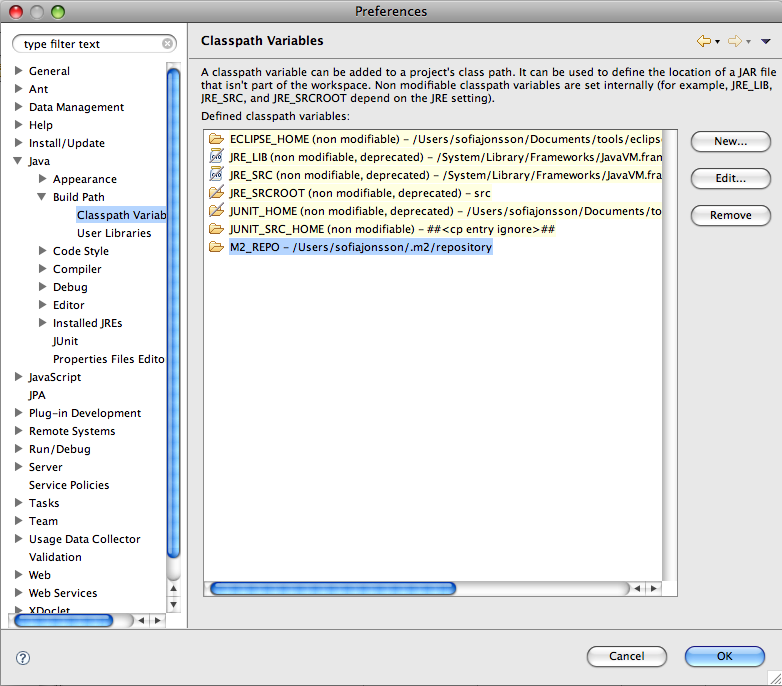 Preferences
type filter text
General
Ant
Data Management
Help
Install/Update
Java
Appearance
Build Path
Classpath Variab
User Libraries
Code Style
Compiler
Debug
Editor
Installed JREs
JUnit
Properties Files Edito
JavaScript
JPA
Plug-in Development
Remote Systems
Run/Debug
Server
Service Policies
Tasks
Team
Usage Data Collector
Validation
Web
Web Services
XDoclet
Classpath Variables
A classpath variable can be added to a project's class path. It can be used to define the location of a JAR file
that isn't part of the workspace. Non modifiable classpath variables are set internally (for example, JRE_LIB,
JRE_SRC, and JRE_SRCROOT depend on the JRE setting).
Defined classpath variables:
ECLIPSE_HOME (non modifiable) – /Users/sofiajonsson/Documents/tools/eclips
JRE_LIB (non modifiable, deprecated) – /System/Library/Frameworks/JavaVM.fran
JRE_SRC (non modifiable, deprecated) – /System/Library/Frameworks/JavaVM.fra
JRE_SRCROOT (non modifiable, deprecated) – src
JUNIT_HOME (non modifiable, deprecated) – /Users/sofiajonsson/Documents/to
JUNIT_SRC_HOME (non modifiable) – ##<cp entry ignore>##
M2_REPO – /Users/sofiajonsson/.m2/repository
New...
Edit...
Remove
?
Cancel
OK